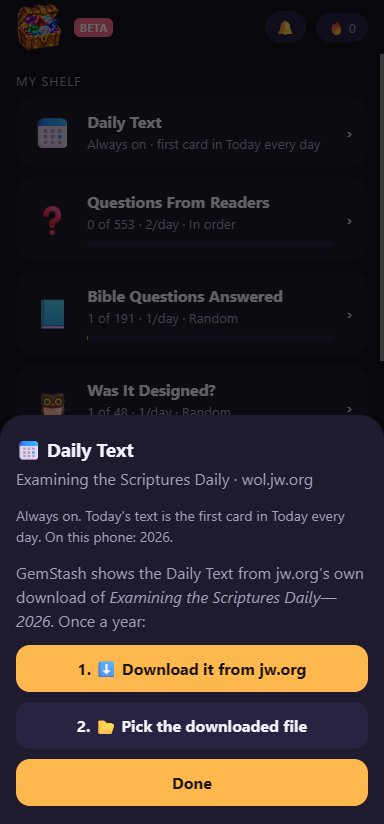 BETA
0
MY SHELF
Daily Text
Always on · first card in Today every day
Questions From Readers
0 of 553 · 2/day · In order
Bible Questions Answered
1 of 191 · 1/day · Random
Was It Designed?
1 of 48 · 1/day · Random
Daily Text
Examining the Scriptures Daily · wol.jw.org
Always on. Today's text is the first card in Today every
day. On this phone: 2026.
GemStash shows the Daily Text from jw.org's own
download of Examining the Scriptures Daily—
2026. Once a year:
1. ⬇️ Download it from jw.org
2. 📂 Pick the downloaded file
Done